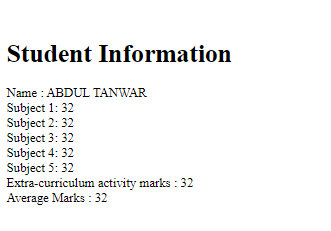 Student Information
Name : ABDUL TANWAR
Subject 1: 32
Subject 2: 32
Subject 3: 32
Subject 4: 32
Subject 5: 32
Extra-curriculum activity marks : 32
Average Marks : 32